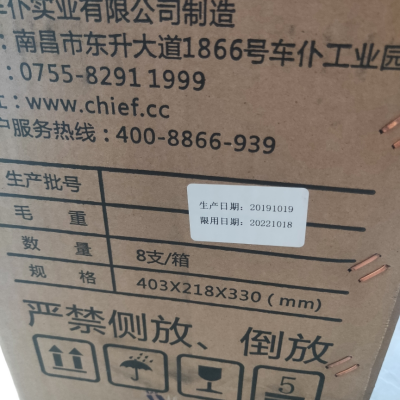 车仆实业有限公司制造
: 南昌市东升大道1866号车仆工业园
: 0755-8291 1999
: www.chief.cc
户服务热线: 400-8866-939
生产批号
生产日期: 20191019
限用日期: 20221018
毛 重
数 量 8支/箱
规 格 403X218X330 (mm)
严禁侧放、倒放
5